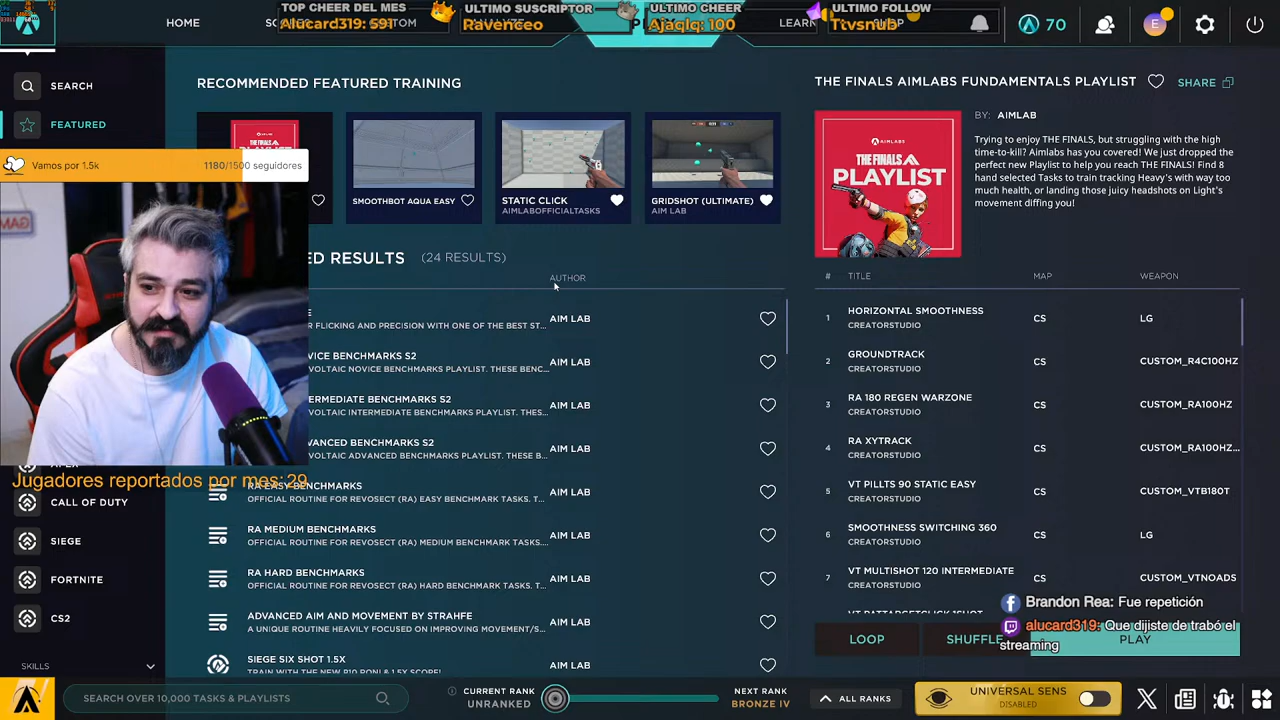 HOME
CUSTOM
LEARN
TOP CHEER DEL MES
Alucard319: 591
ULTIMO SUSCRIPTOR
Raven6eo
ULTIMO CHEER
Ajaqlq: 100
ULTIMO FOLLOW
Ttvsnub
70
E
SEARCH
FEATURED
Vamos por 1.5k
1180/1500 seguidores
Jugadores reportados por mes:29
CALL OF DUTY
SIEGE
FORTNITE
CS2
SKILLS
RECOMMENDED FEATURED TRAINING
PLAYLIST
SMOOTHBOT AQUA EASY
STATIC CLICK
AIMLABOFFICIALTASKS
GRIDSHOT (ULTIMATE)
AIM LAB
ED RESULTS
(24 RESULTS)
AUTHOR
R FLICKING AND PRECISION WITH ONE OF THE BEST ST...
AIM LAB
VICE BENCHMARKS S2
VOLTAIC NOVICE BENCHMARKS PLAYLIST. THESE BENC...
AIM LAB
ERMEDIATE BENCHMARKS S2
VOLTAIC INTERMEDIATE BENCHMARKS PLAYLIST. THES...
AIM LAB
VANCED BENCHMARKS S2
VOLTAIC ADVANCED BENCHMARKS PLAYLIST. THESE B...
AIM LAB
RA EASY BENCHMARKS
OFFICIAL ROUTINE FOR REVOSECT (RA) EASY BENCHMARK TASKS. T...
AIM LAB
RA MEDIUM BENCHMARKS
OFFICIAL ROUTINE FOR REVOSECT (RA) MEDIUM BENCHMARK TASKS...
AIM LAB
RA HARD BENCHMARKS
OFFICIAL ROUTINE FOR REVOSECT (RA) HARD BENCHMARK TASKS. T...
AIM LAB
ADVANCED AIM AND MOVEMENT BY STRAHFE
A UNIQUE ROUTINE HEAVILY FOCUSED ON IMPROVING MOVEMENT/S...
AIM LAB
SIEGE SIX SHOT 1.5X
TRAIN WITH THE NEW R10 RONI & 1.5X SCOPE!
AIM LAB
THE FINALS AIMLABS FUNDAMENTALS PLAYLIST
SHARE
AIMLABS
THE FINALS
PLAYLIST
BY: AIMLAB
Trying to enjoy THE FINALS, but struggling with the high
time-to-kill? Aimlabs has you covered! We just dropped the
perfect new Playlist to help you reach THE FINALS! Find 8
hand selected Tasks to train tracking Heavy's with way too
much health, or landing those juicy headshots on Light's
movement diffing you!
# TITLE MAP WEAPON
1 HORIZONTAL SMOOTHNESS CS LG
CREATORSTUDIO
2 GROUNDTRACK CS CUSTOM_R4C100HZ
CREATORSTUDIO
3 RA 180 REGEN WARZONE CS CUSTOM_RA100HZ
CREATORSTUDIO
4 RA XYTRACK CS CUSTOM_RA100HZ...
CREATORSTUDIO
5 VT PILLTS 90 STATIC EASY CS CUSTOM_VTB180T
CREATORSTUDIO
6 SMOOTHNESS SWITCHING 360 CS LG
CREATORSTUDIO
7 VT MULTISHOT 120 INTERMEDIATE CS CUSTOM_VTNOADS
CREATORSTUDIO
Brandon Rea: Fue repetición
alucard319: Que dijiste de trabó el
streaming
LOOP
SHUFFLE
PLAY
SEARCH OVER 10,000 TASKS & PLAYLISTS
CURRENT RANK
UNRANKED
NEXT RANK
BRONZE IV
ALL RANKS
UNIVERSAL SENS
DISABLED